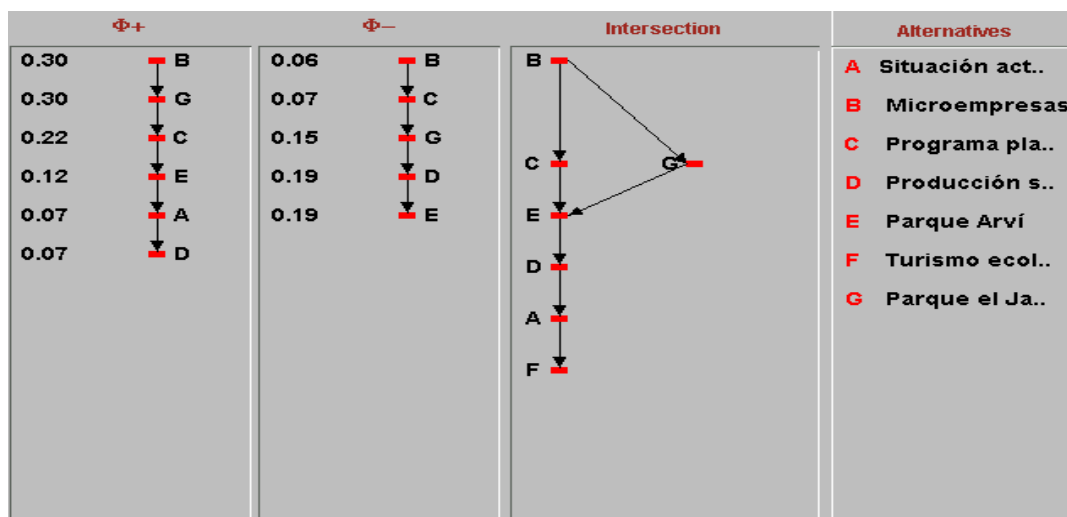 Φ+
0.30 B
0.30 G
0.22 C
0.12 E
0.07 A
0.07 D
Φ−
0.06 B
0.07 C
0.15 G
0.19 D
0.19 E
Intersection
B
C G
E
D
A
F
Alternatives
A Situación act..
B Microempresas
C Programa pla..
D Producción s..
E Parque Arví
F Turismo ecol..
G Parque el Ja..